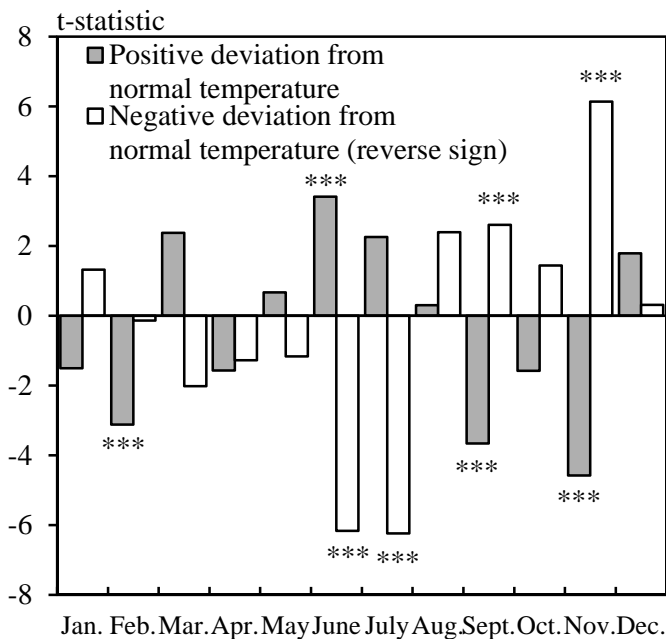 t-statistic
8
Positive deviation from
normal temperature
Negative deviation from
normal temperature (reverse sign)
***
6
4
***
***
2
0
-2
***
-4
***
***
-6
***
***
-8
Jan. Feb. Mar. Apr. May June July Aug. Sept. Oct. Nov. Dec.